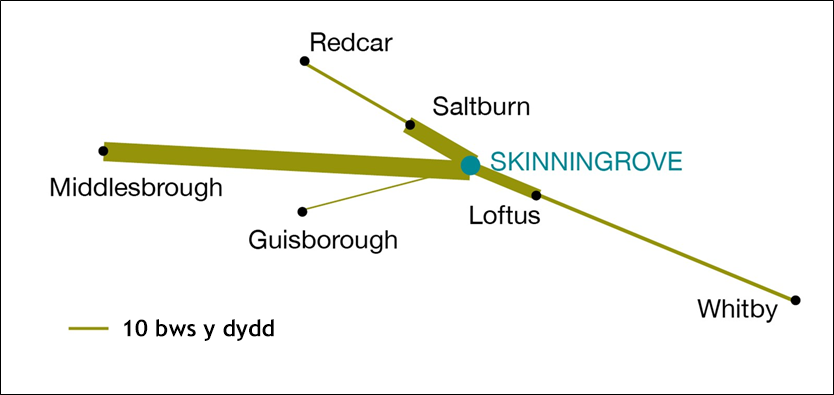 Redcar
Saltburn
SKINNINGROVE
Middlesbrough
Loftus
Guisborough
Whitby
10 bws y dydd